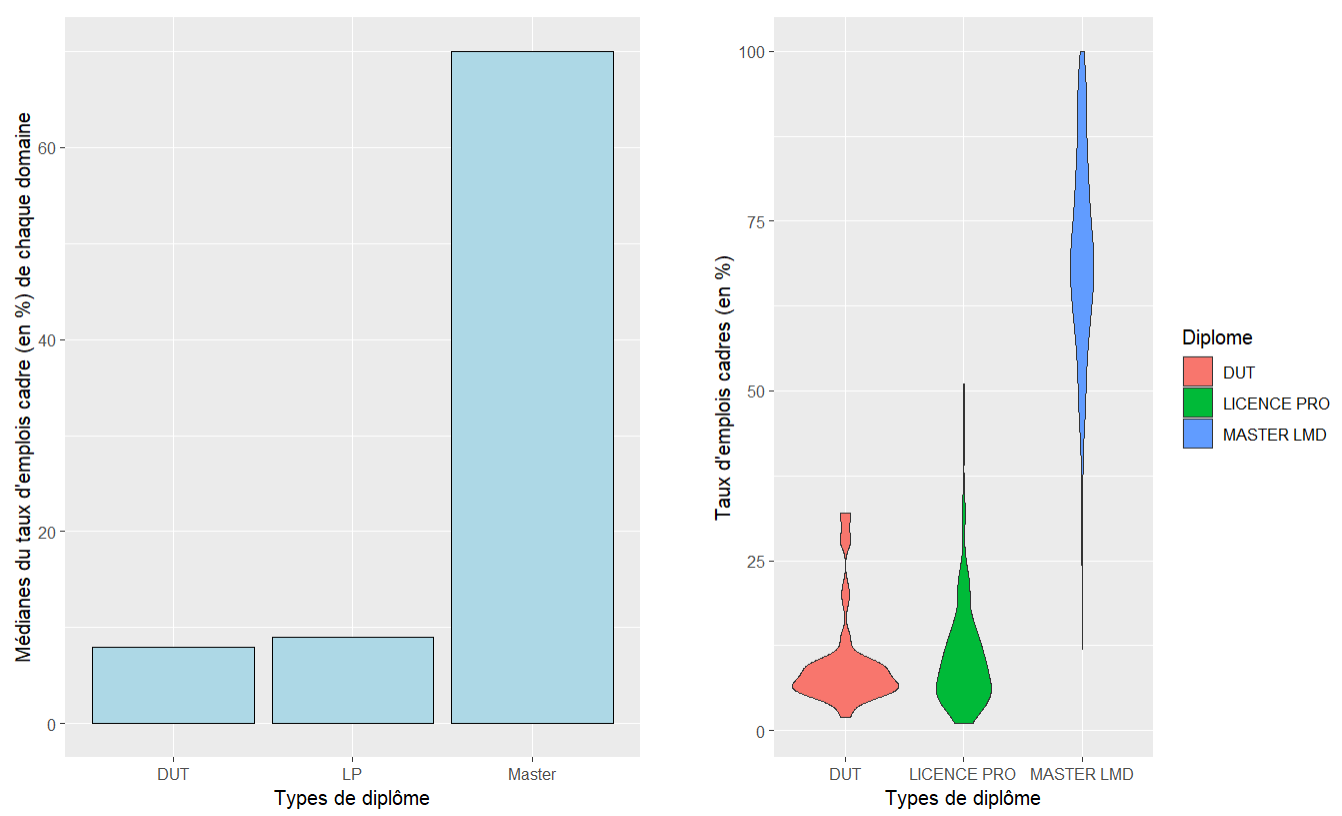 Médianes du taux d'emplois cadre (en %) de chaque domaine
60
40
20
0
DUT
LP
Master
Types de diplôme
Taux d'emplois cadres (en %)
100
75
50
25
0
DUT
LICENCE PRO
MASTER LMD
Types de diplôme
Diplome
DUT
LICENCE PRO
MASTER LMD